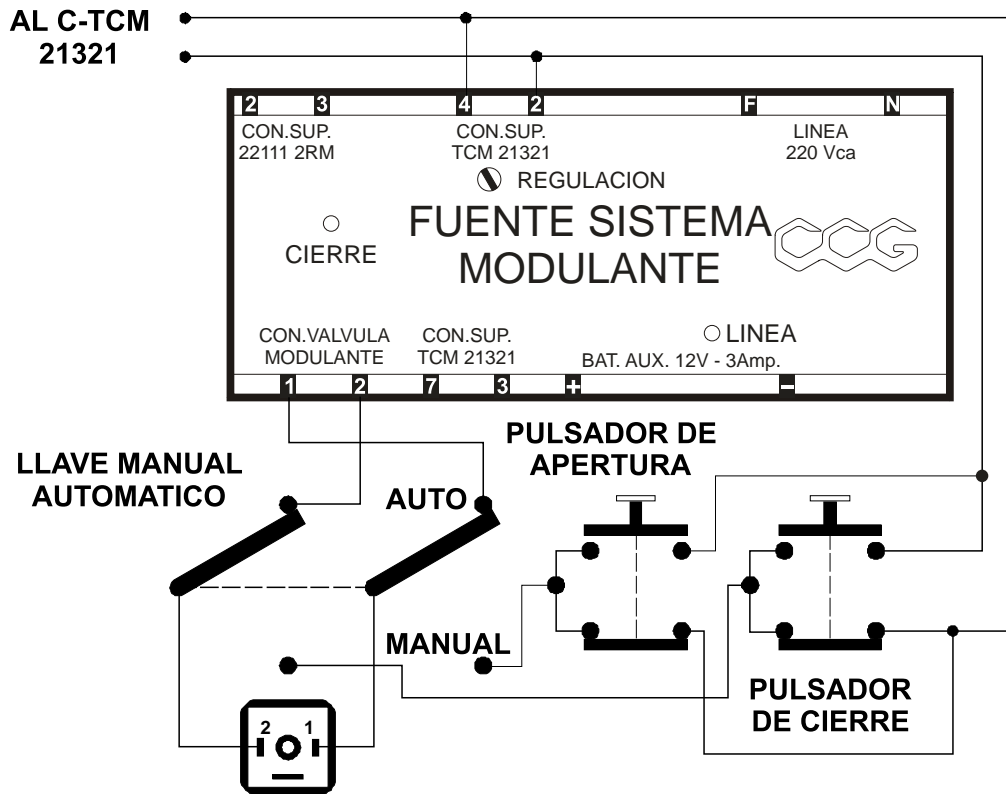 AL C-TCM
21321
2 3 4 2 F N
CON.SUP.
22111 2RM
CON.SUP.
TCM 21321
LINEA
220 Vca
REGULACION
FUENTE SISTEMA
MODULANTE
CCG
CIERRE
CON.VALVULA
MODULANTE
CON.SUP.
TCM 21321
LINEA
BAT. AUX. 12V - 3Amp.
1 2 7 3 + -
LLAVE MANUAL
AUTOMATICO
AUTO
PULSADOR DE
APERTURA
MANUAL
PULSADOR
DE CIERRE
2 1